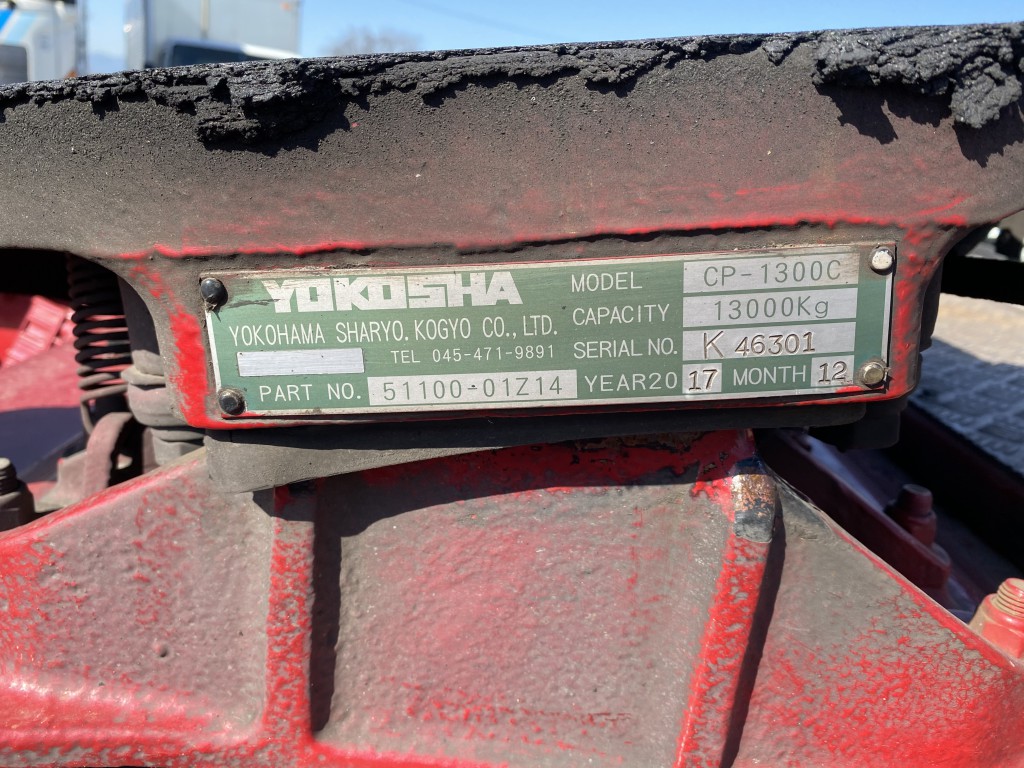 YOKOSHA
YOKOHAMA SHARYO. KOGYO CO., LTD.
TEL 045-471-9891
PART NO. 51100-01Z14
MODEL CP-1300C
CAPACITY 13000Kg
SERIAL NO. K 46301
YEAR20 17 MONTH 12